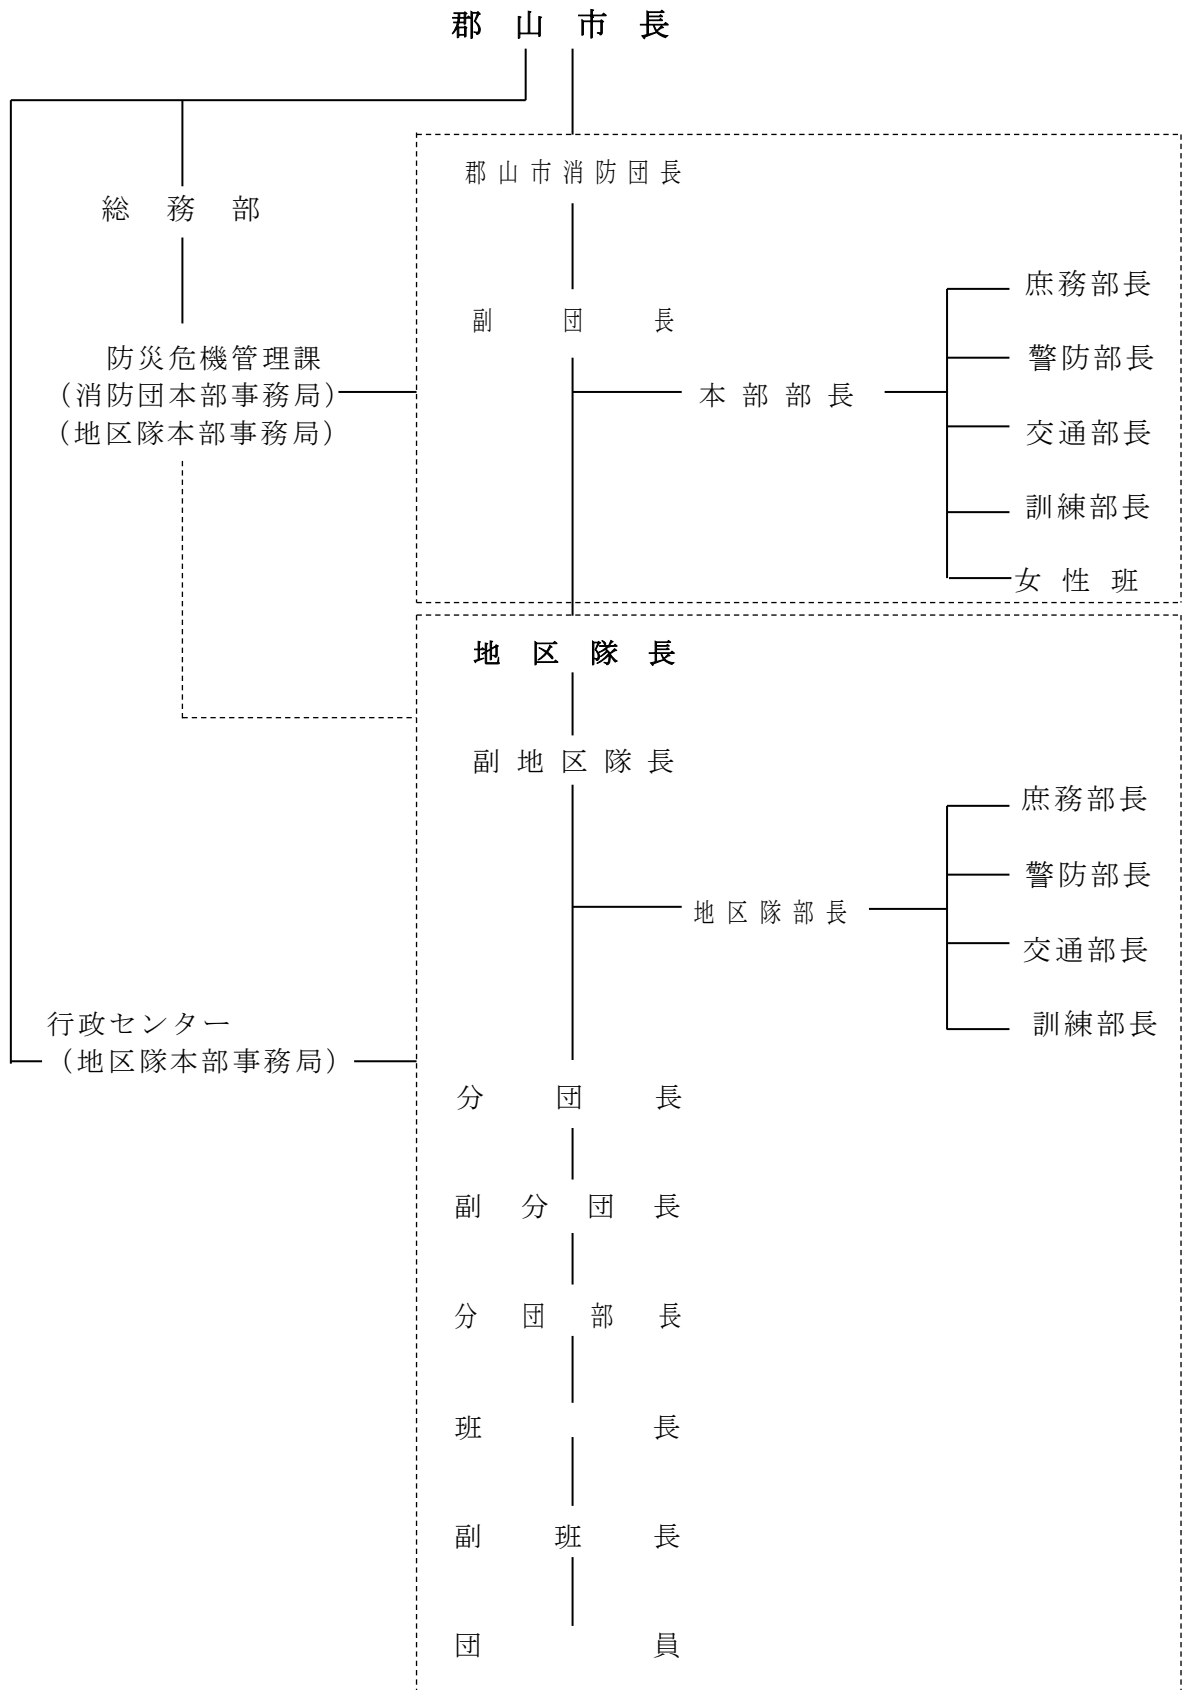 郡山市長
郡山市消防団長
総務部
庶務部長
副団長
防災危機管理課
警防部長
（消防団本部事務局）
本部部長
（地区隊本部事務局）
交通部長
訓練部長
女性班
地区隊長
副地区隊長
庶務部長
警防部長
地区隊部長
交通部長
行政センター
訓練部長
（地区隊本部事務局）
分団長
副分団長
分団部長
班長
副班長
団員